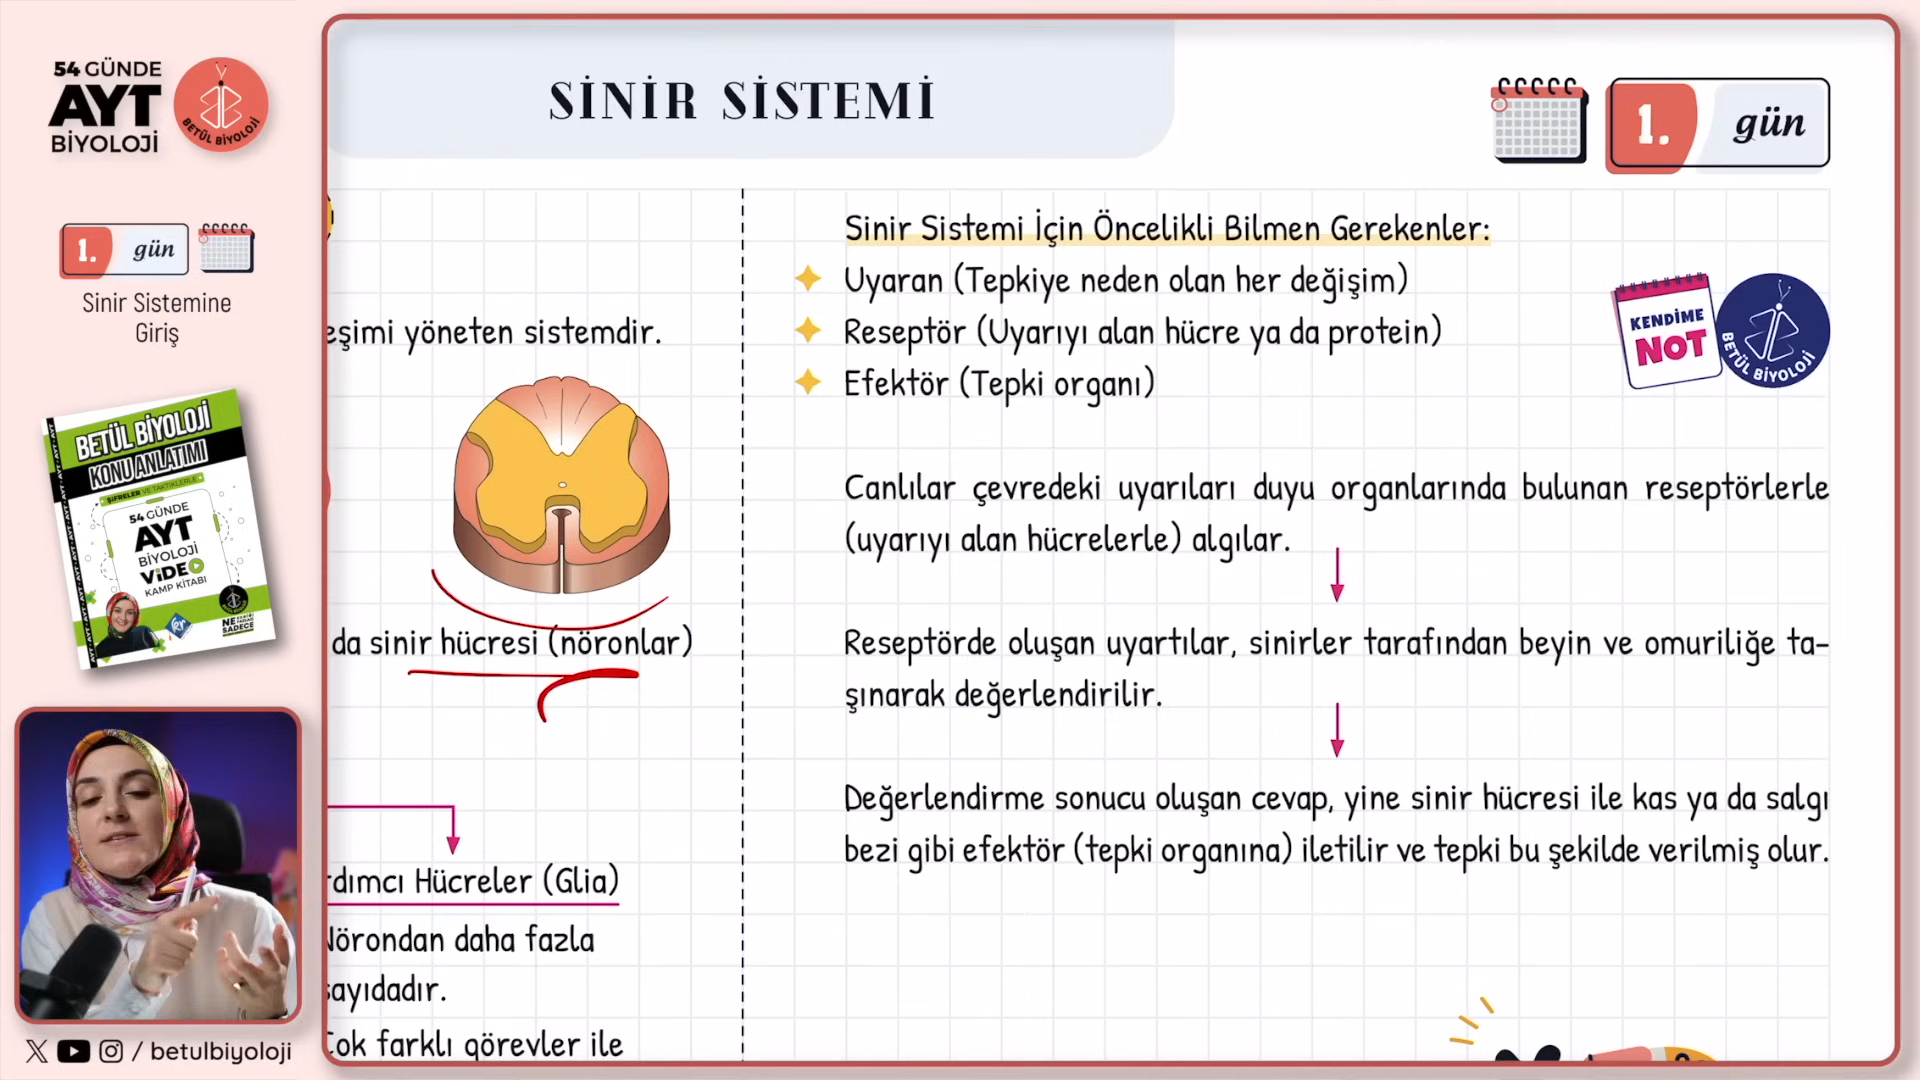 54 GÜNDE
AYT
BİYOLOJİ
BETÜL BİYOLOJİ
1. gün
Sinir Sistemine
Giriş
BETÜL BİYOLOJİ
KONU ANLATIMI
ŞİFRELER VE TAKTİKLERLE
54 GÜNDE
AYT
BİYOLOJİ
VİDEO
KAMP KİTABI
/ betulbiyoloji
SİNİR SİSTEMİ
1. gün
eşimi yöneten sistemdir.
da sinir hücresi (nöronlar)
rdımcı Hücreler (Glia)
Nörondan daha fazla
sayıdadır.
Çok farklı görevler ile
Sinir Sistemi İçin Öncelikli Bilmen Gerekenler:
Uyaran (Tepkiye neden olan her değişim)
Reseptör (Uyarıyı alan hücre ya da protein)
Efektör (Tepki organı)
KENDİME
NOT
BETÜL BİYOLOJİ
Canlılar çevredeki uyarıları duyu organlarında bulunan reseptörlerle
(uyarıyı alan hücrelerle) algılar.
Reseptörde oluşan uyartılar, sinirler tarafından beyin ve omuriliğe ta-
şınarak değerlendirilir.
Değerlendirme sonucu oluşan cevap, yine sinir hücresi ile kas ya da salgı
bezi gibi efektör (tepki organına) iletilir ve tepki bu şekilde verilmiş olur.